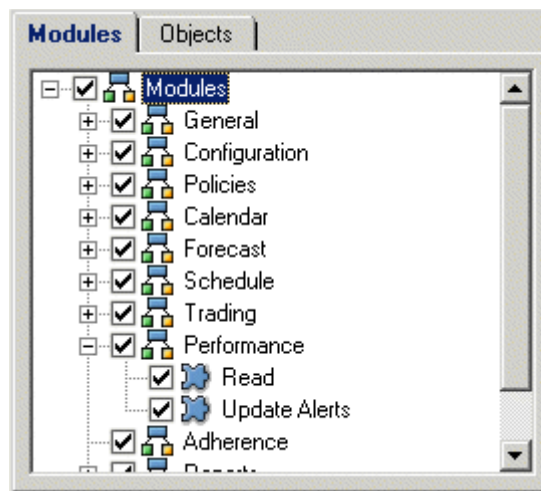 Modules Objects
Modules
General
Configuration
Policies
Calendar
Forecast
Schedule
Trading
Performance
Read
Update Alerts
Adherence